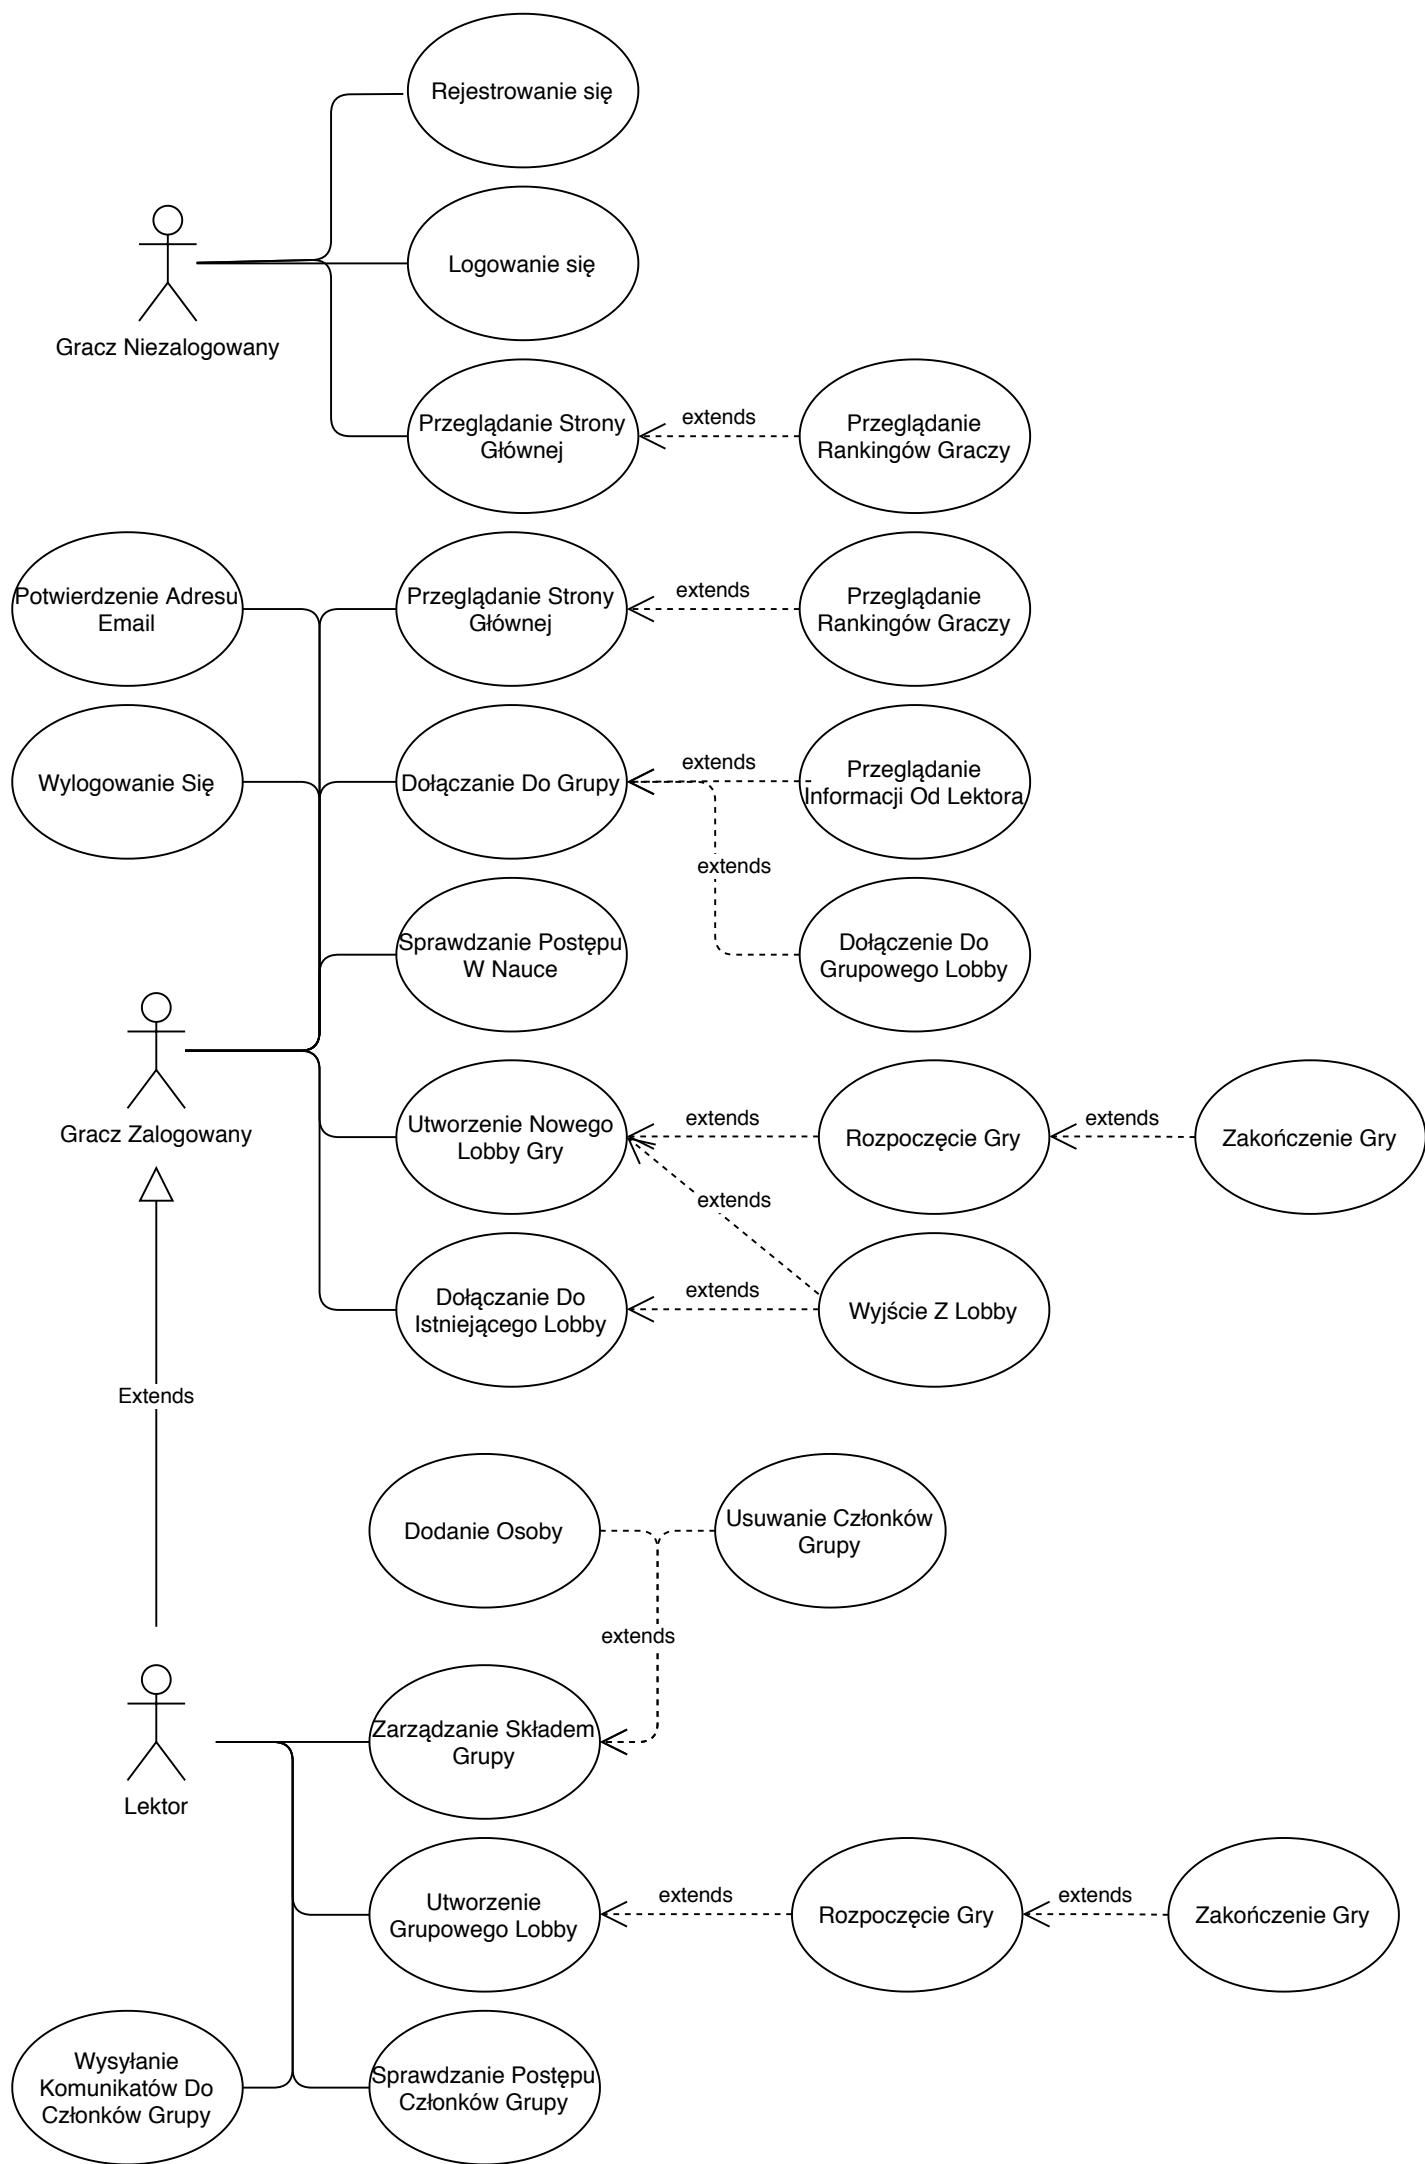 Rejestrowanie się
Logowanie się
Gracz Niezalogowany
Przeglądanie Strony
Głównej
extends
Przeglądanie
Rankingów Graczy
Potwierdzenie Adresu
Email
Przeglądanie Strony
Głównej
extends
Przeglądanie
Rankingów Graczy
Wylogowanie Się
Dołączanie Do Grupy
extends
Przeglądanie
Informacji Od Lektora
extends
Sprawdzanie Postępu
W Nauce
Dołączenie Do
Grupowego Lobby
Gracz Zalogowany
Utworzenie Nowego
Lobby Gry
extends
Rozpoczęcie Gry
extends
Zakończenie Gry
extends
Dołączanie Do
Istniejącego Lobby
extends
Wyjście Z Lobby
Extends
Dodanie Osoby
Usuwanie Członków
Grupy
extends
Zarządzanie Składem
Grupy
Lektor
Utworzenie
Grupowego Lobby
extends
Rozpoczęcie Gry
extends
Zakończenie Gry
Wysyłanie
Komunikatów Do
Członków Grupy
Sprawdzanie Postępu
Członków Grupy